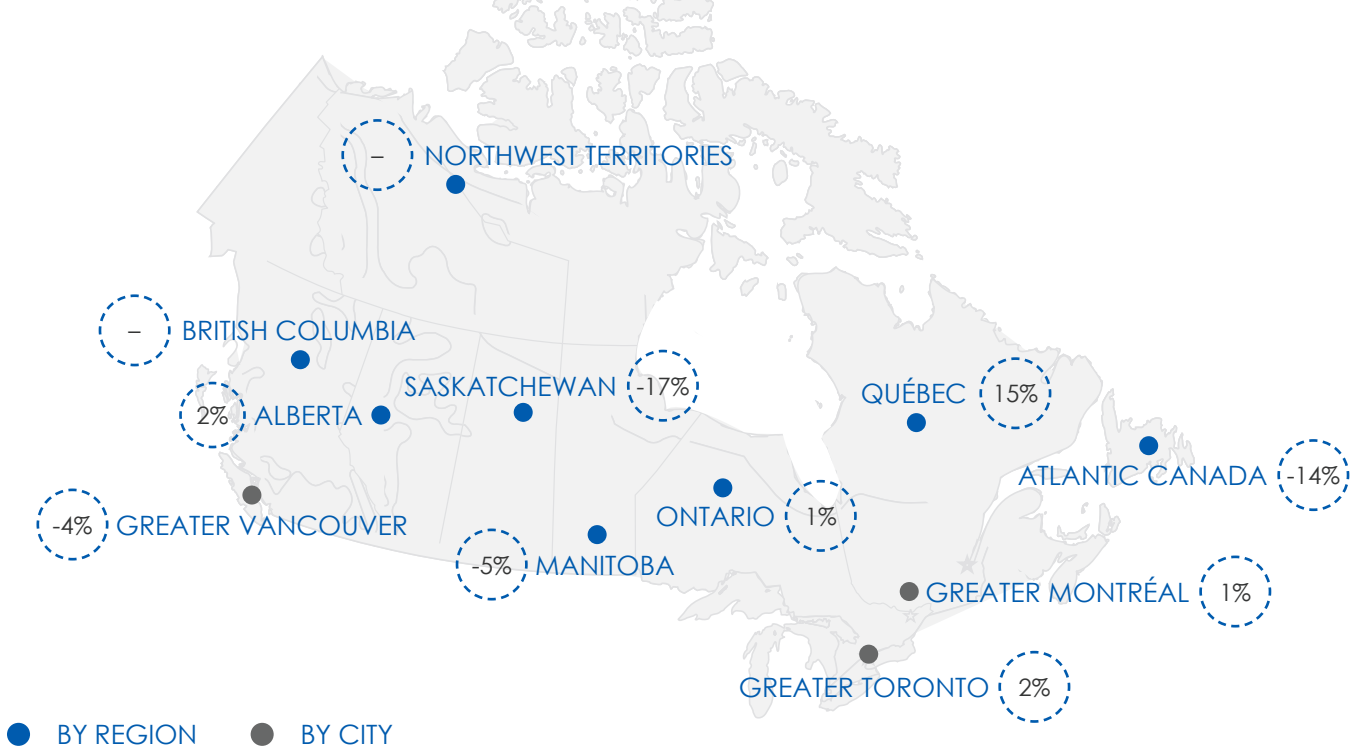 – NORTHWEST TERRITORIES
– BRITISH COLUMBIA
SASKATCHEWAN -17%
QUÉBEC 15%
2% ALBERTA
ATLANTIC CANADA -14%
-4% GREATER VANCOUVER
ONTARIO 1%
-5% MANITOBA
GREATER MONTRÉAL 1%
GREATER TORONTO 2%
BY REGION BY CITY